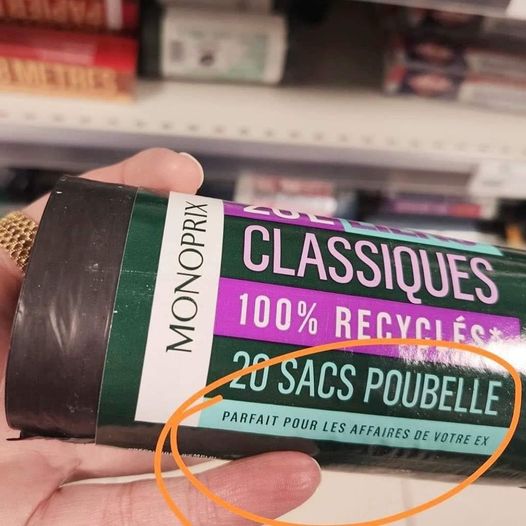 MONOPRIX
CLASSIQUES
100% RECYCLÉS*
20 SACS POUBELLE
PARFAIT POUR LES AFFAIRES DE VOTRE EX